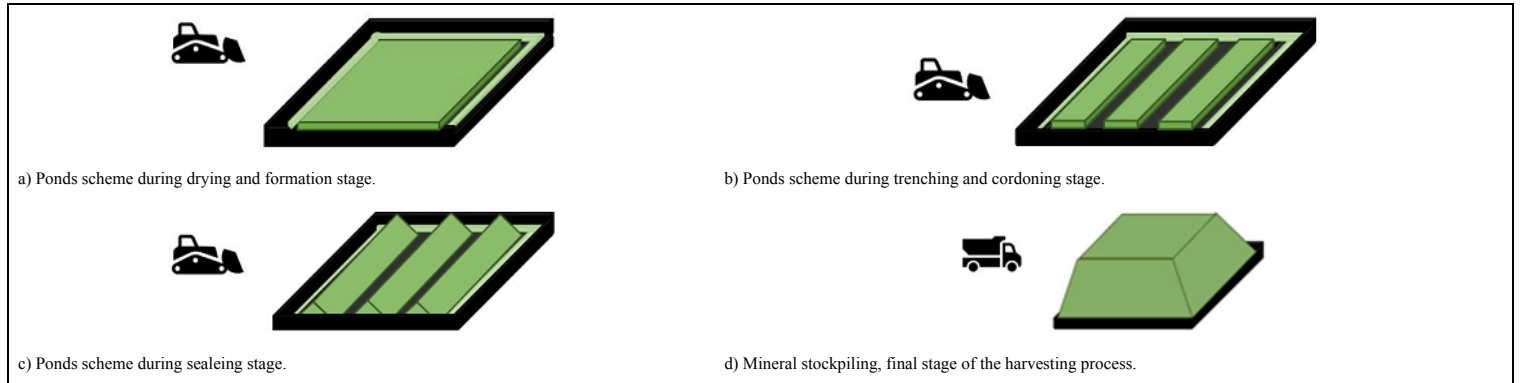 a) Ponds scheme during drying and formation stage.
b) Ponds scheme during trenching and cordoning stage.
c) Ponds scheme during sealeing stage.
d) Mineral stockpiling, final stage of the harvesting process.